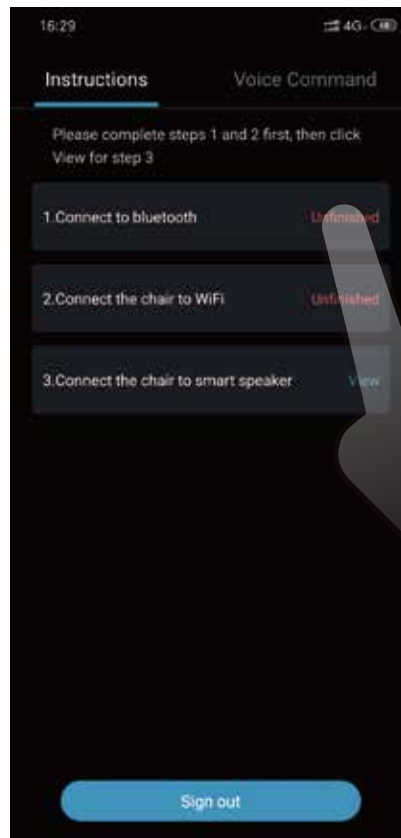 16:29 4G
Instructions Voice Command
Please complete steps 1 and 2 first, then click
View for step 3
1.Connect to bluetooth Unfinished
2.Connect the chair to WiFi Unfinished
3.Connect the chair to smart speaker View
Sign out